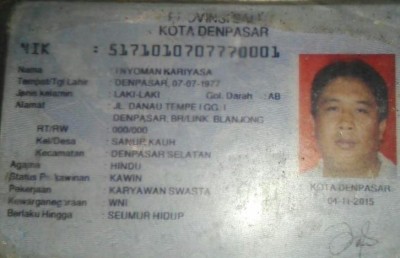 PROVINSI BALI
KOTA DENPASAR
NIK : 5171010707770001
Nama : I NYOMAN KARIYASA
Tempat/Tgl Lahir : DENPASAR, 07-07-1977
Jenis Kelamin : LAKI-LAKI Gol. Darah : AB
Alamat : JL. DANAU TEMPE I GG. I
DENPASAR, BR/LINK. BLANJONG
RT/RW : 000/000
Kel/Desa : SANUR KAUH
Kecamatan : DENPASAR SELATAN
Agama : HINDU
Status Perkawinan : KAWIN
Pekerjaan : KARYAWAN SWASTA
Kewarganegaraan : WNI
Berlaku Hingga : SEUMUR HIDUP
KOTA DENPASAR
04-11-2015